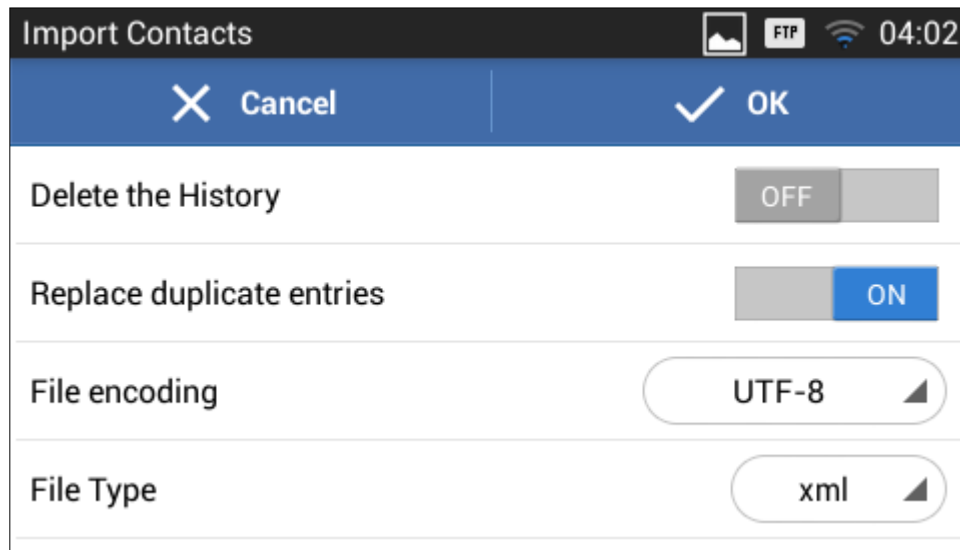 Import Contacts FTP 04:02
Cancel OK
Delete the History OFF
Replace duplicate entries ON
File encoding UTF-8
File Type xml